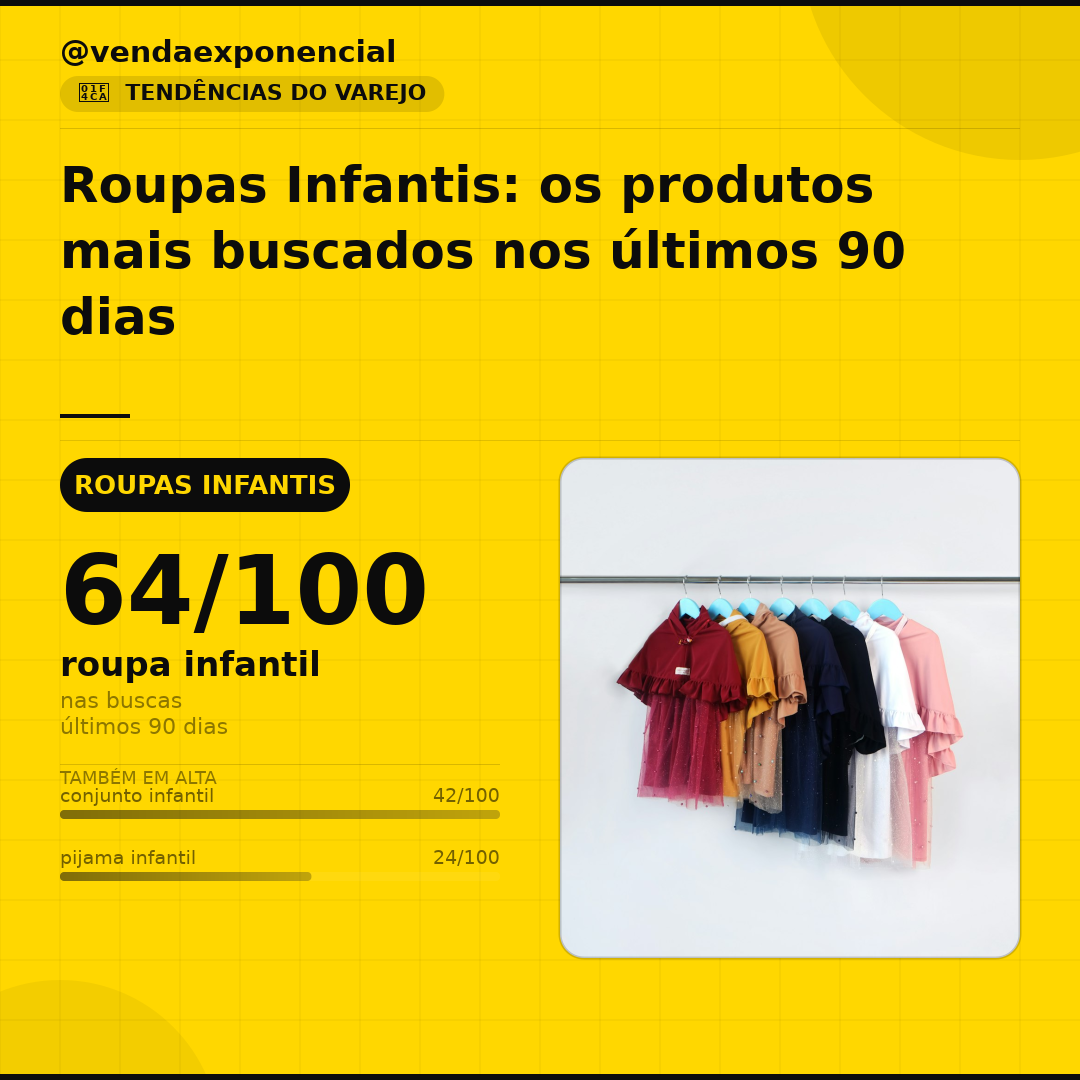 @vendaexponencial
TENDÊNCIAS DO VAREJO
Roupas Infantis: os produtos
mais buscados nos últimos 90
dias
ROUPAS INFANTIS
64/100
roupa infantil
nas buscas
últimos 90 dias
TAMBÉM EM ALTA
conjunto infantil 42/100
pijama infantil 24/100